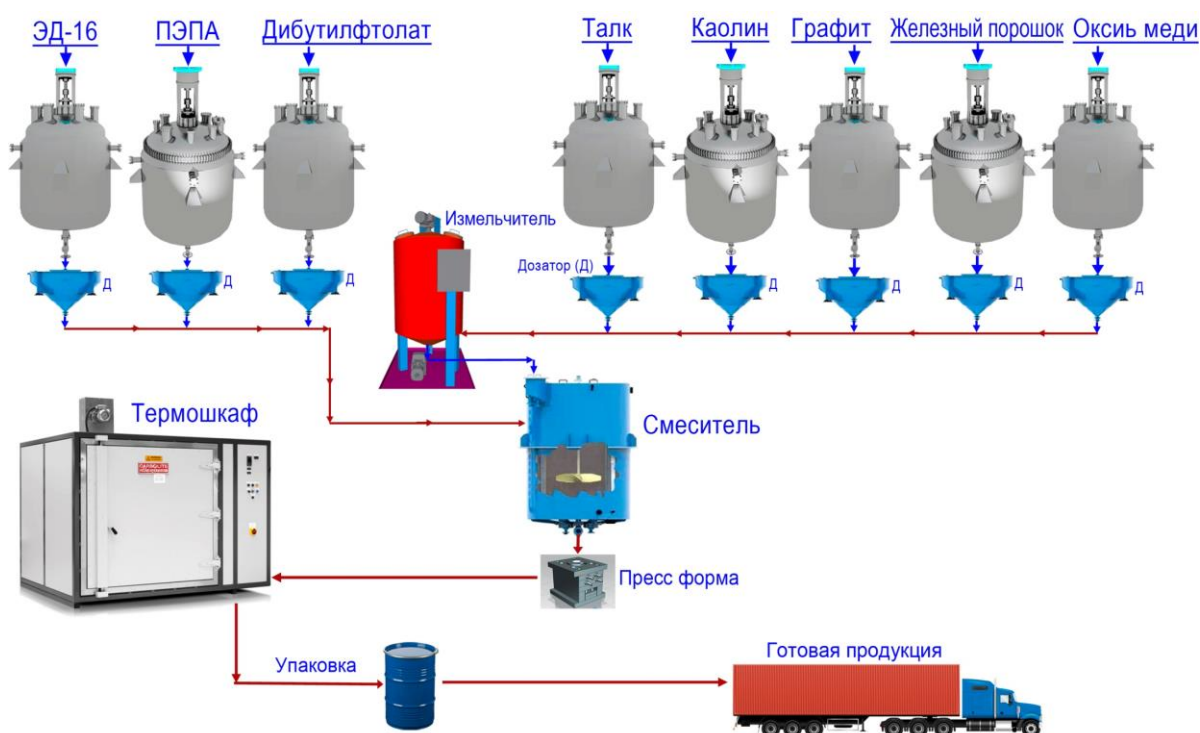 ЭД-16
ПЭПА
Дибутилфтолат
Талк
Каолин
Графит
Железный порошок
Оксиь меди
Измельчитель
Дозатор (Д)
Д
Д
Д
Д
Д
Д
Д
Термошкаф
Смеситель
Пресс форма
Упаковка
Готовая продукция